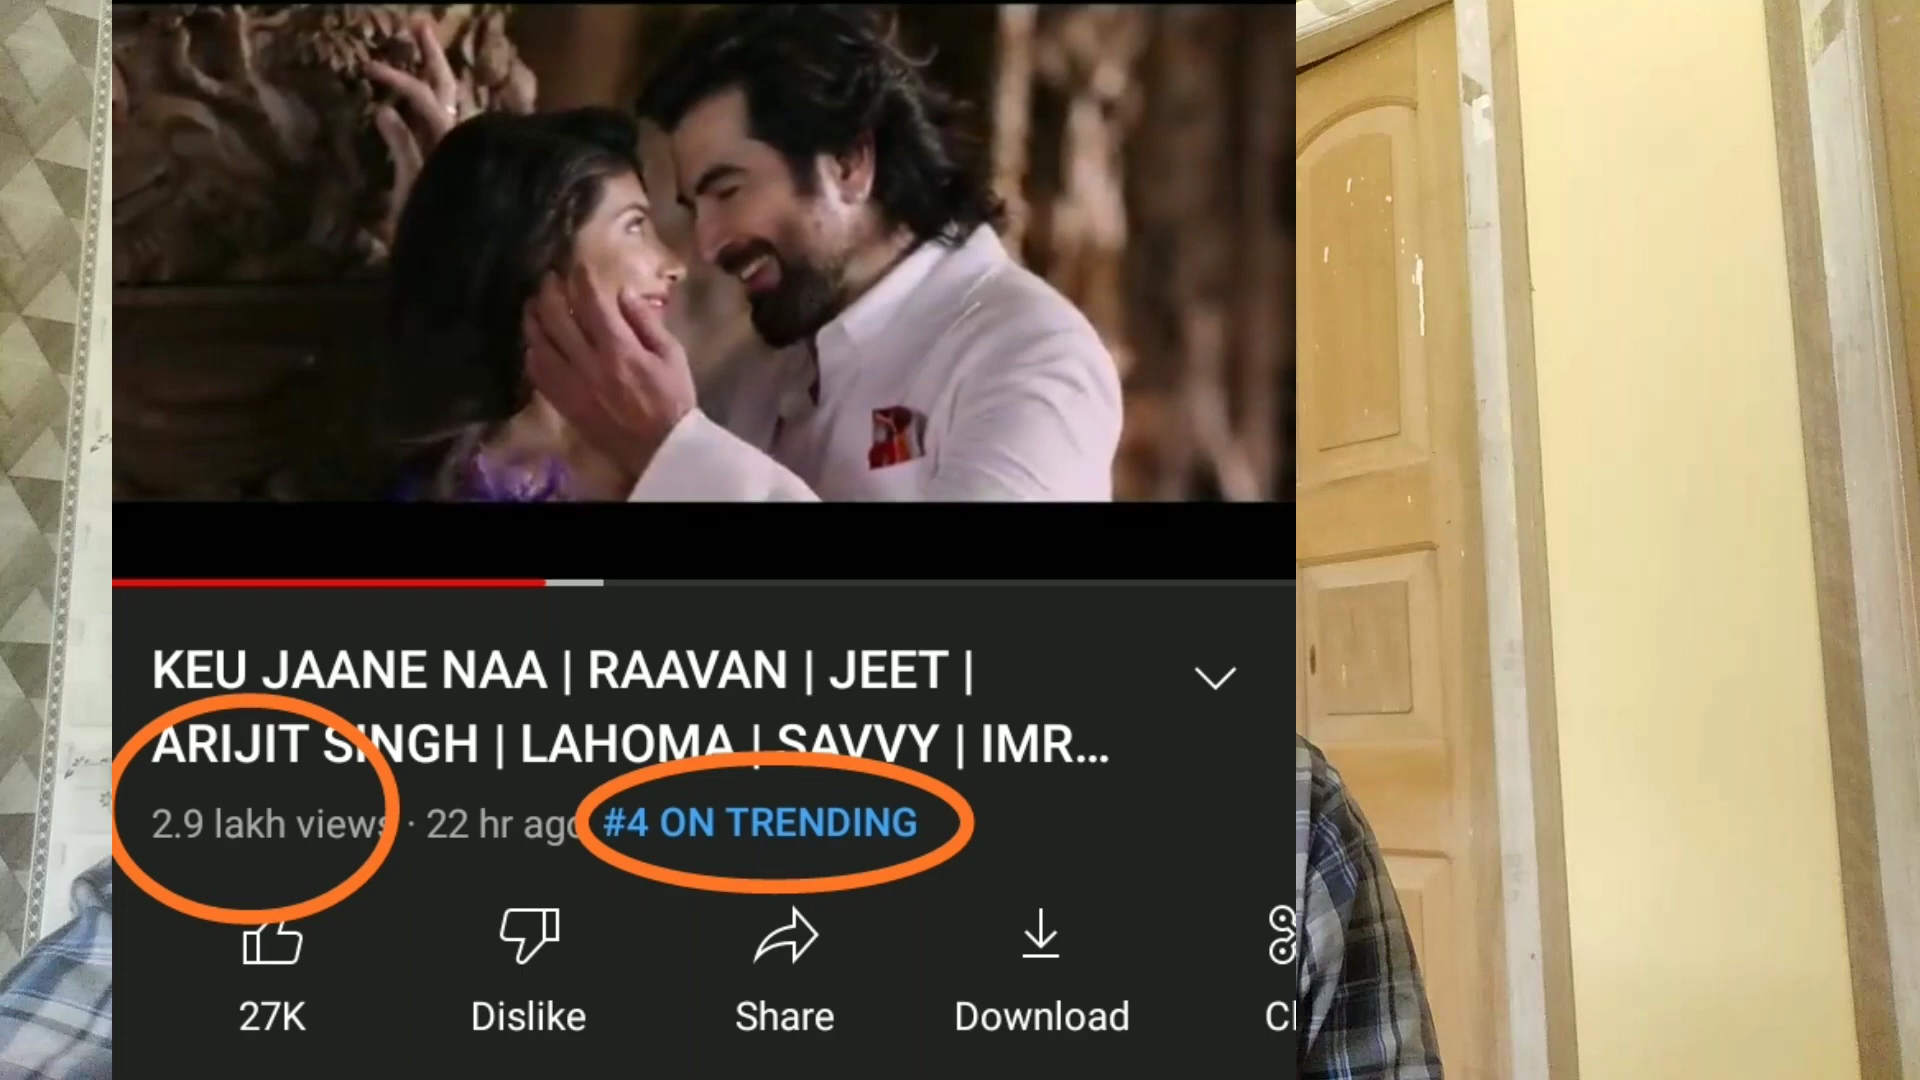 KEU JAANE NAA | RAAVAN | JEET |
ARIJIT SINGH | LAHOMA | SAVVY | IMR...
2.9 lakh views · 22 hr ago #4 ON TRENDING
27K Dislike Share Download